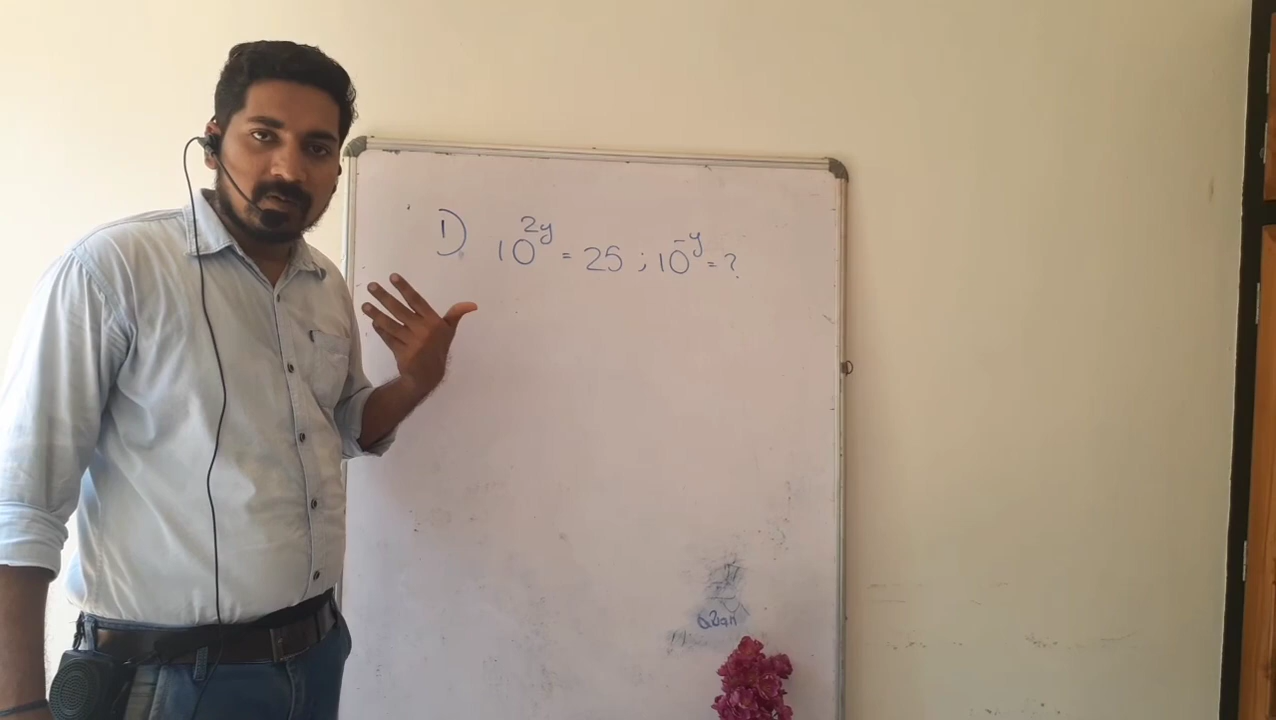 1) 10^{2y} = 25 ; 10^{-y} = ?